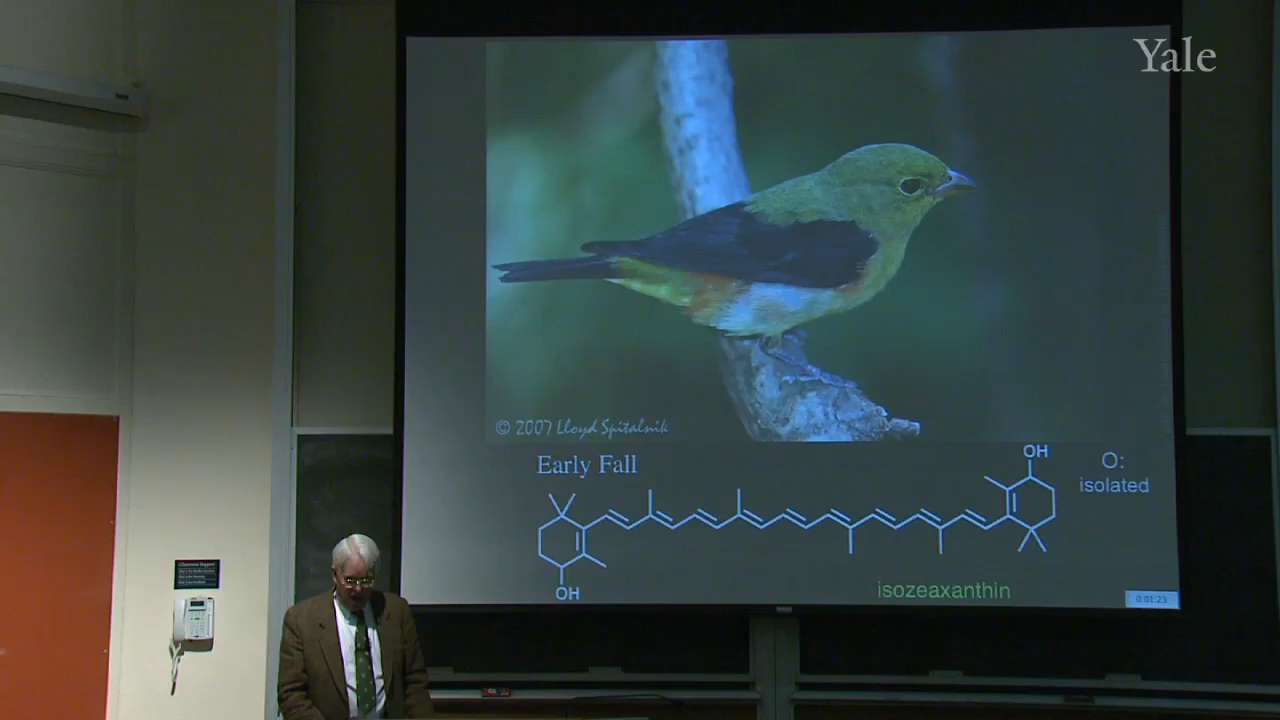 Yale
© 2007 Lloyd Spitalnik
Early Fall
OH
O:
isolated
OH
isozeaxanthin
0:01:23